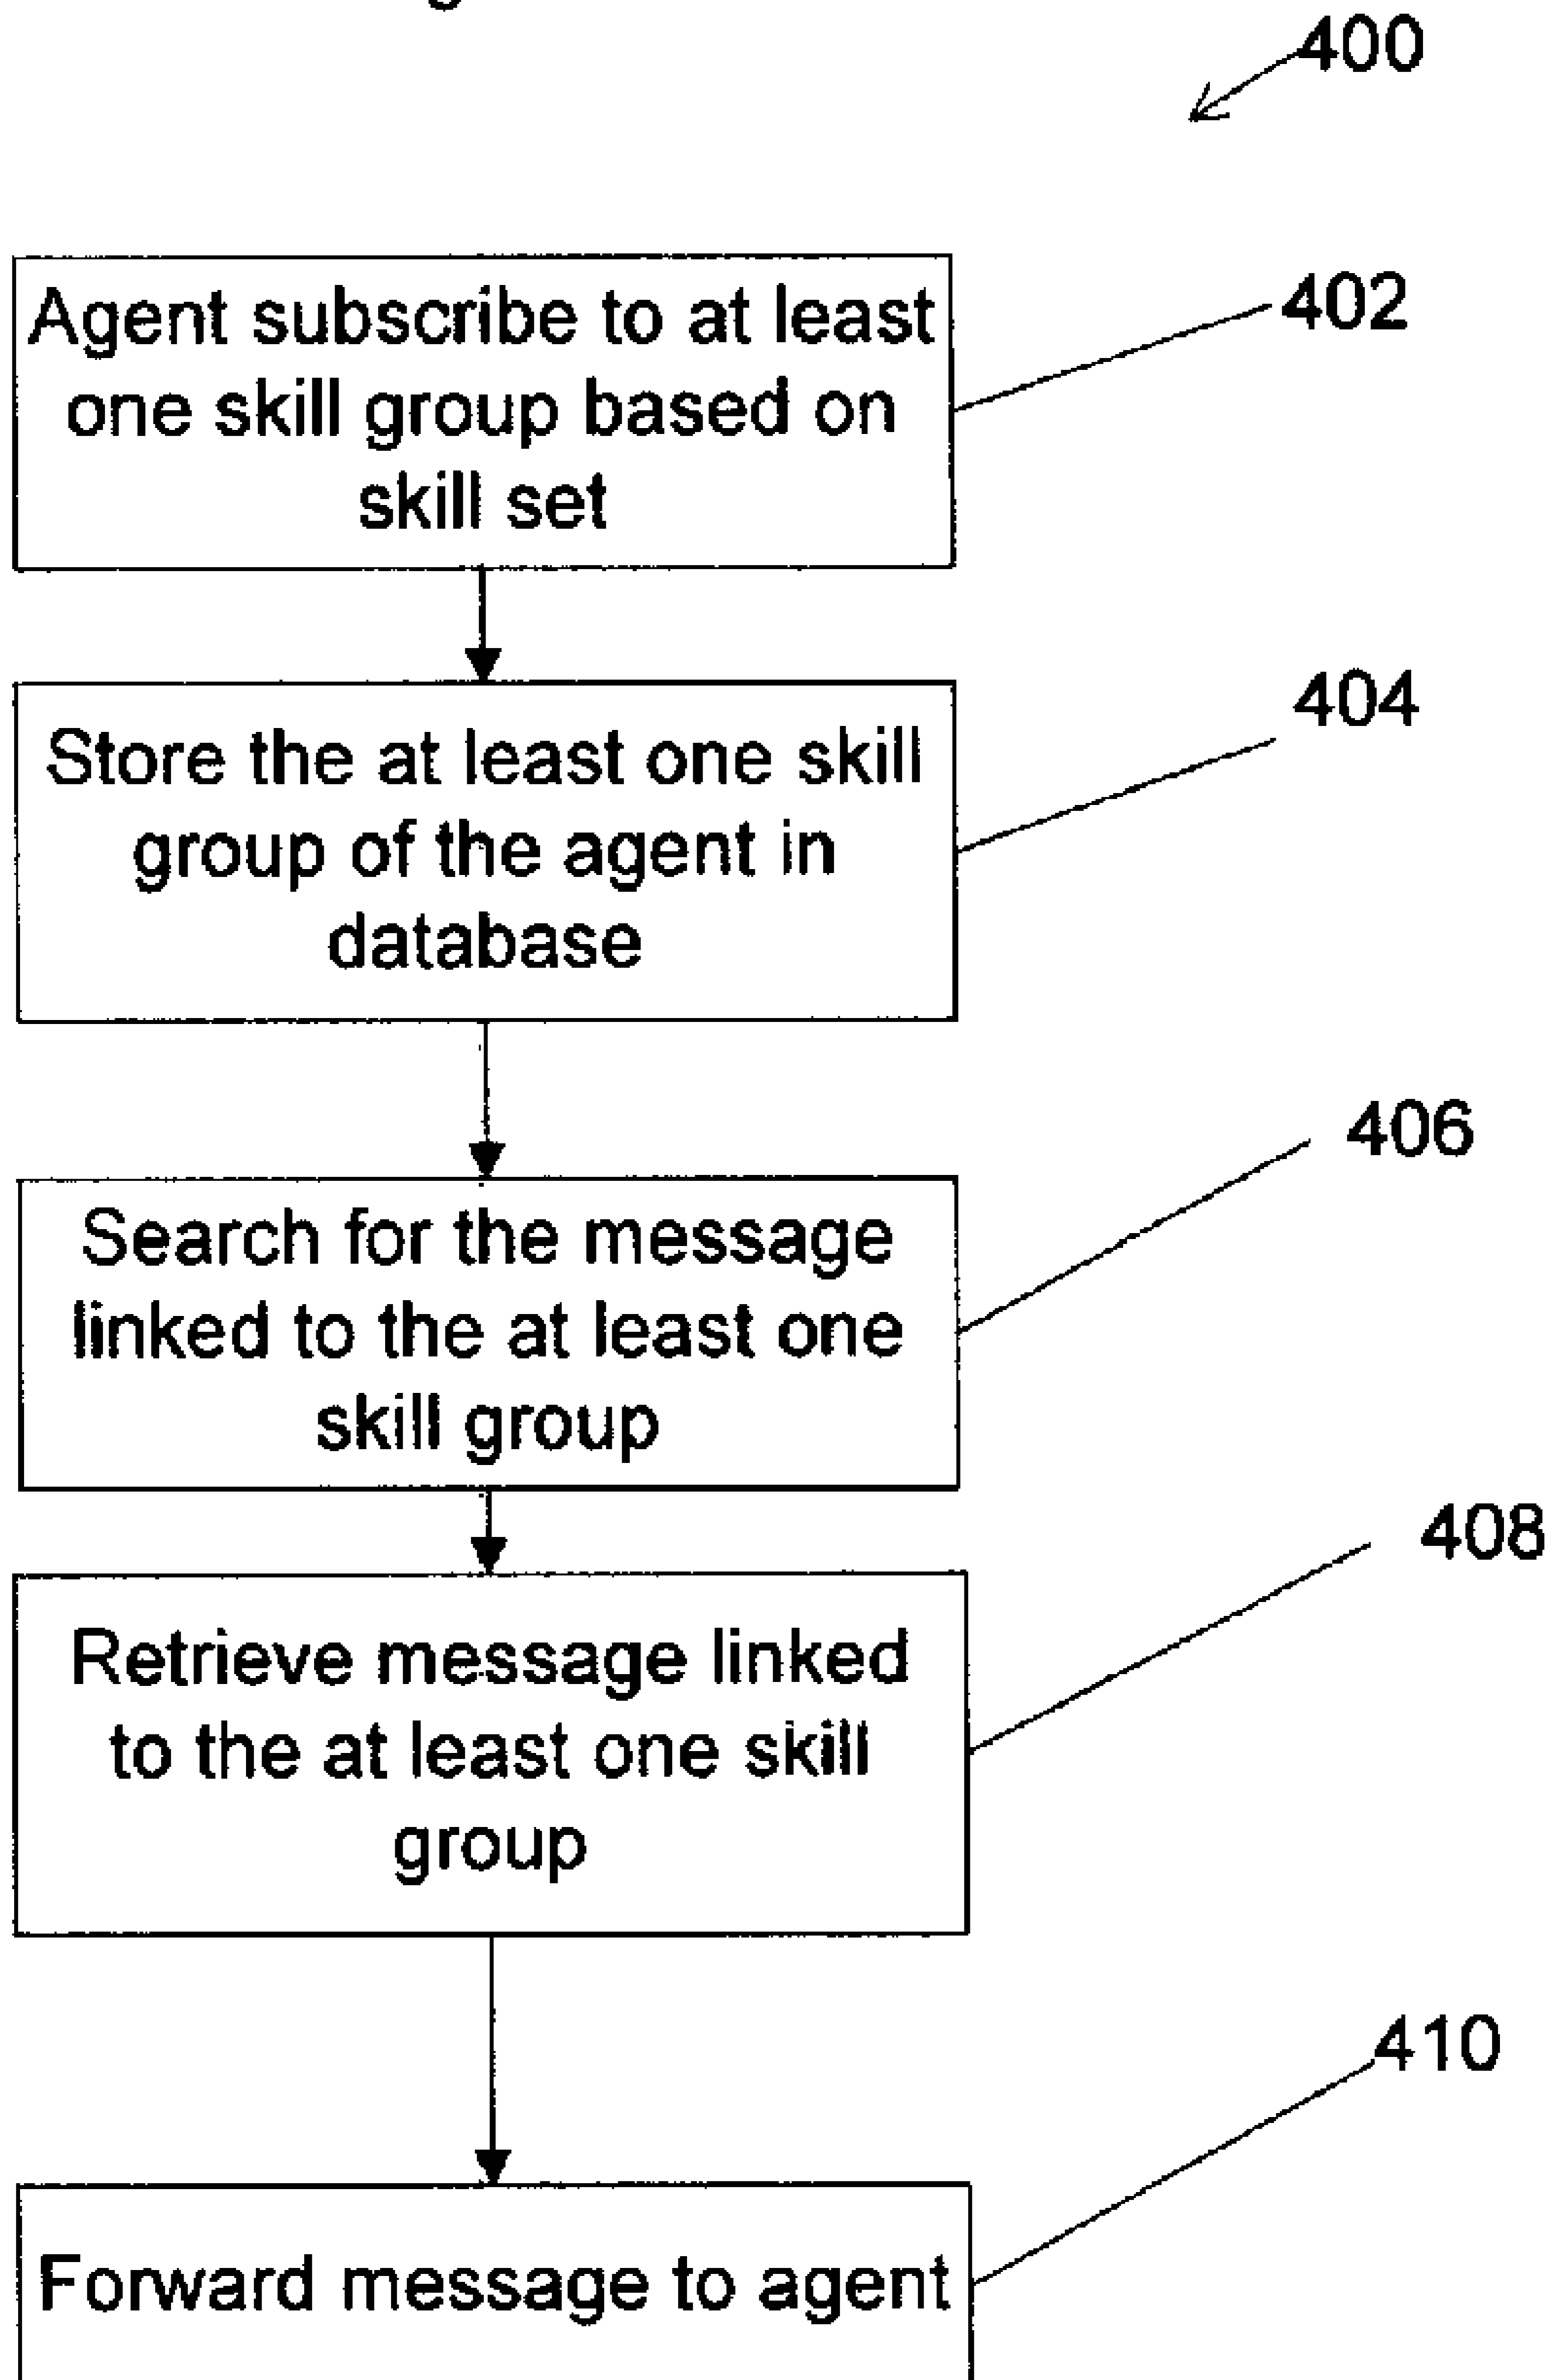 400
Agent subscribe to at least
one skill group based on
skill set
402
Store the at least one skill
group of the agent in
database
404
Search for the message
linked to the at least one
skill group
406
Retrieve message linked
to the at least one skill
group
408
Forward message to agent
410